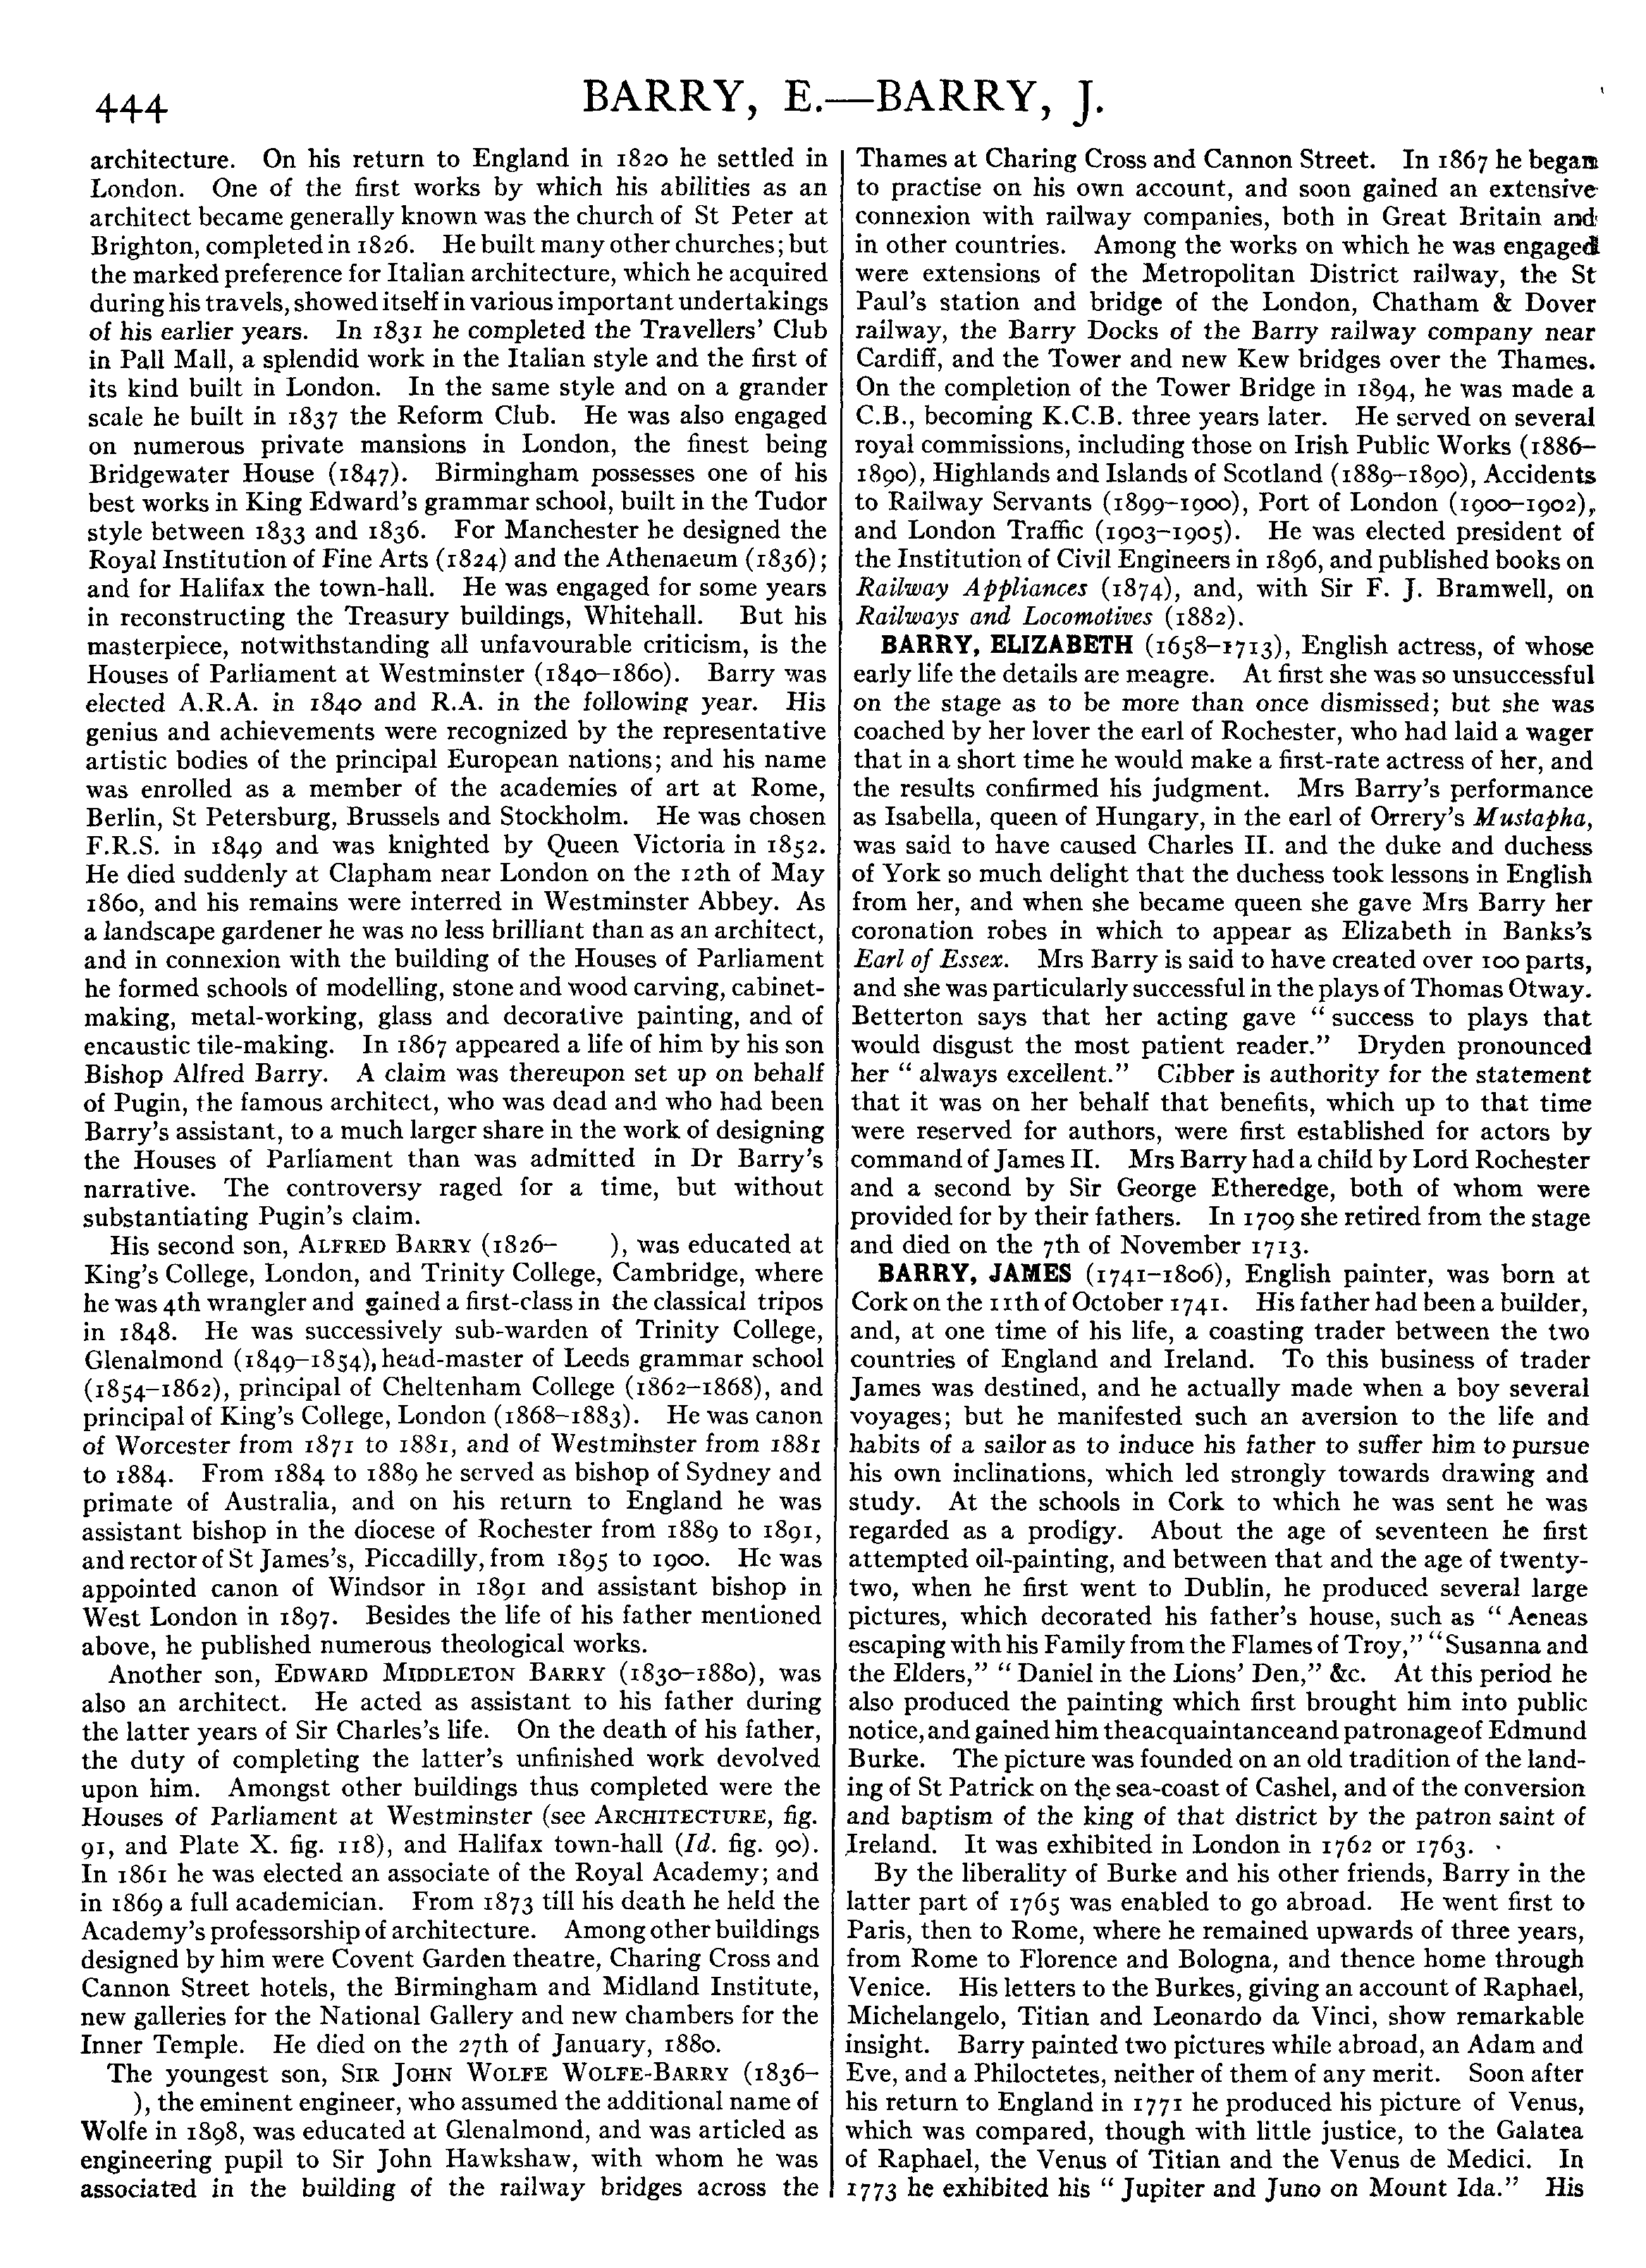 444
BARRY, E.—BARRY, J.
architecture. On his return to England in 1820 he settled in
London. One of the first works by which his abilities as an
architect became generally known was the church of St Peter at
Brighton, completed in 1826. He built many other churches; but
the marked preference for Italian architecture, which he acquired
during his travels, showed itself in various important undertakings
of his earlier years. In 1831 he completed the Travellers' Club
in Pall Mall, a splendid work in the Italian style and the first of
its kind built in London. In the same style and on a grander
scale he built in 1837 the Reform Club. He was also engaged
on numerous private mansions in London, the finest being
Bridgewater House (1847). Birmingham possesses one of his
best works in King Edward's grammar school, built in the Tudor
style between 1833 and 1836. For Manchester he designed the
Royal Institution of Fine Arts (1824) and the Athenaeum (1836);
and for Halifax the town-hall. He was engaged for some years
in reconstructing the Treasury buildings, Whitehall. But his
masterpiece, notwithstanding all unfavourable criticism, is the
Houses of Parliament at Westminster (1840–1860). Barry was
elected A.R.A. in 1840 and R.A. in the following year. His
genius and achievements were recognized by the representative
artistic bodies of the principal European nations; and his name
was enrolled as a member of the academies of art at Rome,
Berlin, St Petersburg, Brussels and Stockholm. He was chosen
F.R.S. in 1849 and was knighted by Queen Victoria in 1852.
He died suddenly at Clapham near London on the 12th of May
1860, and his remains were interred in Westminster Abbey. As
a landscape gardener he was no less brilliant than as an architect,
and in connexion with the building of the Houses of Parliament
he formed schools of modelling, stone and wood carving, cabinet-
making, metal-working, glass and decorative painting, and of
encaustic tile-making. In 1867 appeared a life of him by his son
Bishop Alfred Barry. A claim was thereupon set up on behalf
of Pugin, the famous architect, who was dead and who had been
Barry's assistant, to a much larger share in the work of designing
the Houses of Parliament than was admitted in Dr Barry's
narrative. The controversy raged for a time, but without
substantiating Pugin's claim.
His second son, ALFRED BARRY (1826– ), was educated at
King's College, London, and Trinity College, Cambridge, where
he was 4th wrangler and gained a first-class in the classical tripos
in 1848. He was successively sub-warden of Trinity College,
Glenalmond (1849–1854), head-master of Leeds grammar school
(1854–1862), principal of Cheltenham College (1862–1868), and
principal of King's College, London (1868–1883). He was canon
of Worcester from 1871 to 1881, and of Westminster from 1881
to 1884. From 1884 to 1889 he served as bishop of Sydney and
primate of Australia, and on his return to England he was
assistant bishop in the diocese of Rochester from 1889 to 1891,
and rector of St James's, Piccadilly, from 1895 to 1900. He was
appointed canon of Windsor in 1891 and assistant bishop in
West London in 1897. Besides the life of his father mentioned
above, he published numerous theological works.
Another son, EDWARD MIDDLETON BARRY (1830–1880), was
also an architect. He acted as assistant to his father during
the latter years of Sir Charles's life. On the death of his father,
the duty of completing the latter's unfinished work devolved
upon him. Amongst other buildings thus completed were the
Houses of Parliament at Westminster (see ARCHITECTURE, fig.
91, and Plate X. fig. 118), and Halifax town-hall (Id. fig. 90).
In 1861 he was elected an associate of the Royal Academy; and
in 1869 a full academician. From 1873 till his death he held the
Academy's professorship of architecture. Among other buildings
designed by him were Covent Garden theatre, Charing Cross and
Cannon Street hotels, the Birmingham and Midland Institute,
new galleries for the National Gallery and new chambers for the
Inner Temple. He died on the 27th of January, 1880.
The youngest son, SIR JOHN WOLFE WOLFE-BARRY (1836–
), the eminent engineer, who assumed the additional name of
Wolfe in 1898, was educated at Glenalmond, and was articled as
engineering pupil to Sir John Hawkshaw, with whom he was
associated in the building of the railway bridges across the
Thames at Charing Cross and Cannon Street. In 1867 he began
to practise on his own account, and soon gained an extensive
connexion with railway companies, both in Great Britain and
in other countries. Among the works on which he was engaged
were extensions of the Metropolitan District railway, the St
Paul's station and bridge of the London, Chatham & Dover
railway, the Barry Docks of the Barry railway company near
Cardiff, and the Tower and new Kew bridges over the Thames.
On the completion of the Tower Bridge in 1894, he was made a
C.B., becoming K.C.B. three years later. He served on several
royal commissions, including those on Irish Public Works (1886–
1890), Highlands and Islands of Scotland (1889–1890), Accidents
to Railway Servants (1899–1900), Port of London (1900–1902),
and London Traffic (1903–1905). He was elected president of
the Institution of Civil Engineers in 1896, and published books on
Railway Appliances (1874), and, with Sir F. J. Bramwell, on
Railways and Locomotives (1882).
BARRY, ELIZABETH (1658–1713), English actress, of whose
early life the details are meagre. At first she was so unsuccessful
on the stage as to be more than once dismissed; but she was
coached by her lover the earl of Rochester, who had laid a wager
that in a short time he would make a first-rate actress of her, and
the results confirmed his judgment. Mrs Barry's performance
as Isabella, queen of Hungary, in the earl of Orrery's Mustapha,
was said to have caused Charles II. and the duke and duchess
of York so much delight that the duchess took lessons in English
from her, and when she became queen she gave Mrs Barry her
coronation robes in which to appear as Elizabeth in Banks's
Earl of Essex. Mrs Barry is said to have created over 100 parts,
and she was particularly successful in the plays of Thomas Otway.
Betterton says that her acting gave " success to plays that
would disgust the most patient reader." Dryden pronounced
her " always excellent." Cibber is authority for the statement
that it was on her behalf that benefits, which up to that time
were reserved for authors, were first established for actors by
command of James II. Mrs Barry had a child by Lord Rochester
and a second by Sir George Etheredge, both of whom were
provided for by their fathers. In 1709 she retired from the stage
and died on the 7th of November 1713.
BARRY, JAMES (1741–1806), English painter, was born at
Cork on the 11th of October 1741. His father had been a builder,
and, at one time of his life, a coasting trader between the two
countries of England and Ireland. To this business of trader
James was destined, and he actually made when a boy several
voyages; but he manifested such an aversion to the life and
habits of a sailor as to induce his father to suffer him to pursue
his own inclinations, which led strongly towards drawing and
study. At the schools in Cork to which he was sent he was
regarded as a prodigy. About the age of seventeen he first
attempted oil-painting, and between that and the age of twenty-
two, when he first went to Dublin, he produced several large
pictures, which decorated his father's house, such as " Aeneas
escaping with his Family from the Flames of Troy," "Susanna and
the Elders," " Daniel in the Lions' Den," &c. At this period he
also produced the painting which first brought him into public
notice, and gained him the acquaintance and patronage of Edmund
Burke. The picture was founded on an old tradition of the land-
ing of St Patrick on the sea-coast of Cashel, and of the conversion
and baptism of the king of that district by the patron saint of
Ireland. It was exhibited in London in 1762 or 1763.
By the liberality of Burke and his other friends, Barry in the
latter part of 1765 was enabled to go abroad. He went first to
Paris, then to Rome, where he remained upwards of three years,
from Rome to Florence and Bologna, and thence home through
Venice. His letters to the Burkes, giving an account of Raphael,
Michelangelo, Titian and Leonardo da Vinci, show remarkable
insight. Barry painted two pictures while abroad, an Adam and
Eve, and a Philoctetes, neither of them of any merit. Soon after
his return to England in 1771 he produced his picture of Venus,
which was compared, though with little justice, to the Galatea
of Raphael, the Venus of Titian and the Venus de Medici. In
1773 he exhibited his " Jupiter and Juno on Mount Ida." His